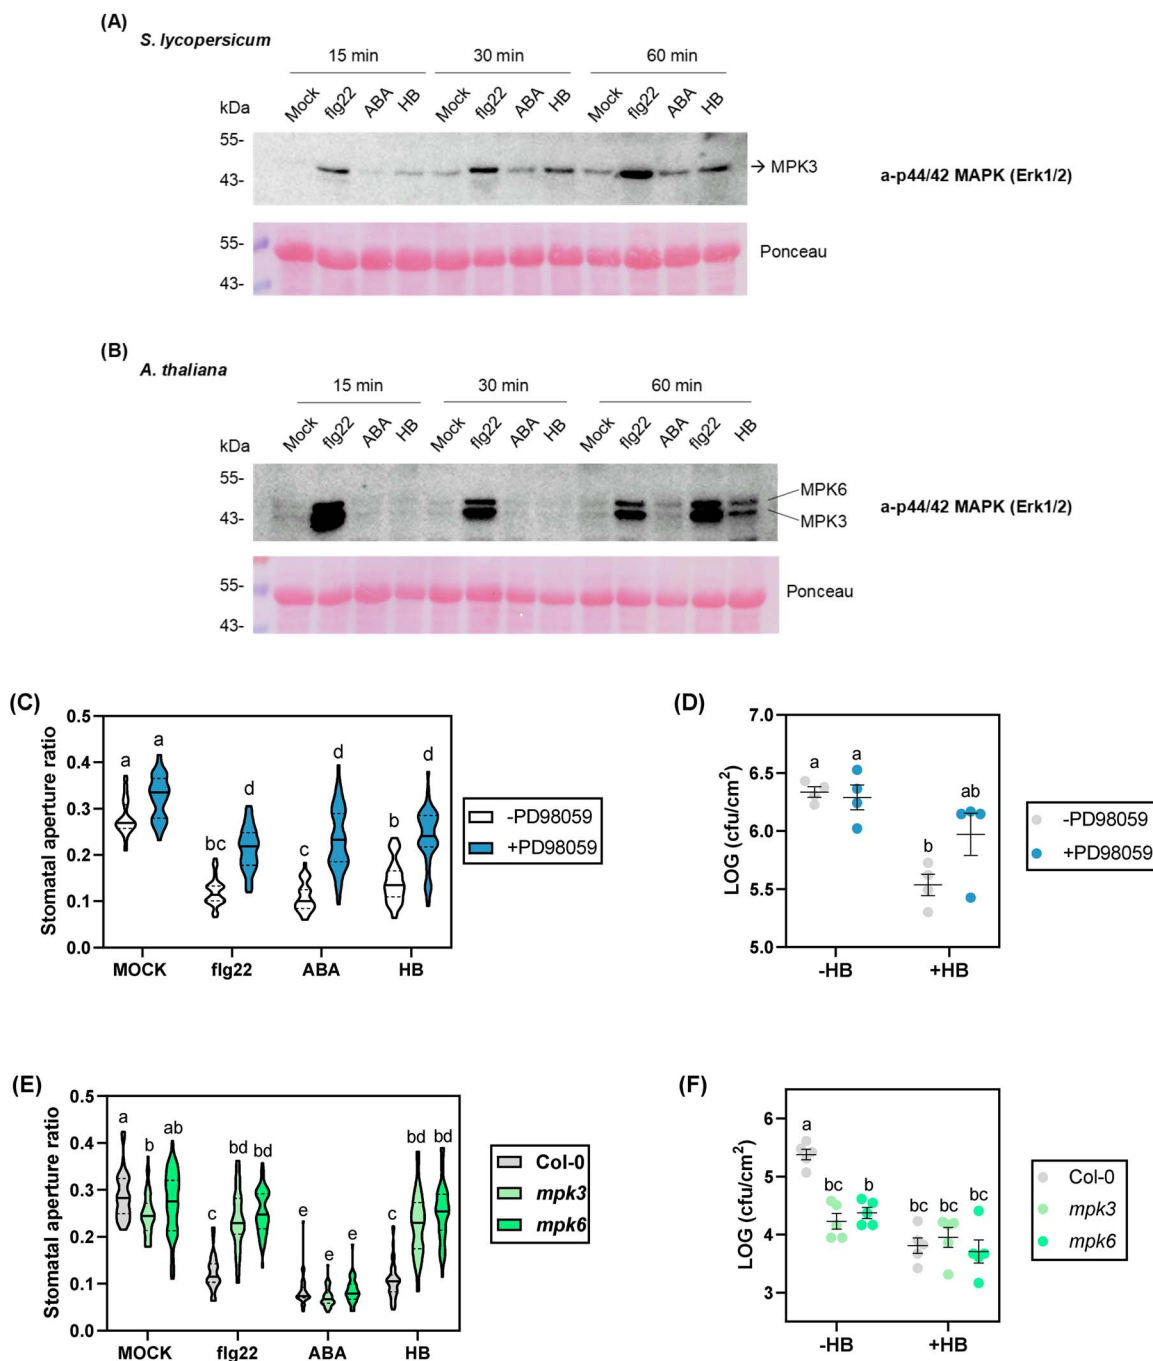 (A)
S. lycopersicum
15 min 30 min 60 min
kDa Mock flg22 ABA HB Mock flg22 ABA HB Mock flg22 ABA HB
55-
43- → MPK3 a-p44/42 MAPK (Erk1/2)
55- Ponceau
43-
(B)
A. thaliana
15 min 30 min 60 min
kDa Mock flg22 ABA HB Mock flg22 ABA HB Mock flg22 ABA flg22 HB
55- MPK6
43- MPK3 a-p44/42 MAPK (Erk1/2)
55- Ponceau
43-
(C)
Stomatal aperture ratio
0.5
0.4
0.3
0.2
0.1
0.0
a a bc d c d b d
MOCK flg22 ABA HB
-PD98059
+PD98059
(D)
LOG (cfu/cm²)
7.0
6.5
6.0
5.5
5.0
a a b ab
-HB +HB
-PD98059
+PD98059
(E)
Stomatal aperture ratio
0.5
0.4
0.3
0.2
0.1
0.0
a b ab c bd bd e e e c bd bd
MOCK flg22 ABA HB
Col-0
mpk3
mpk6
(F)
LOG (cfu/cm²)
6
5
4
3
a bc b bc bc bc
-HB +HB
Col-0
mpk3
mpk6